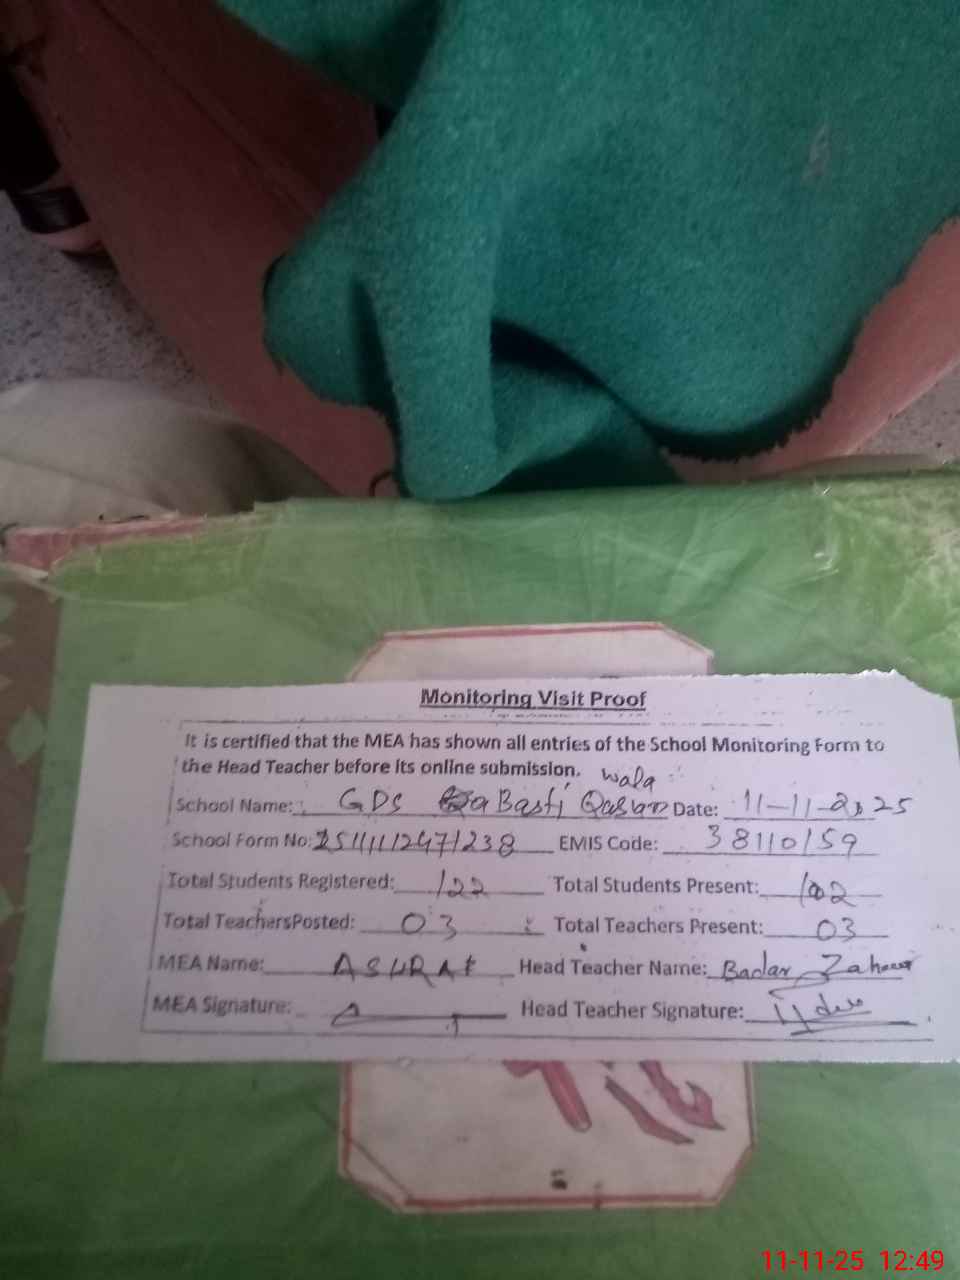 Monitoring Visit Proof
It is certified that the MEA has shown all entries of the School Monitoring Form to
the Head Teacher before its online submission.
wala
School Name: GDS Basti Date: 11-11-2025
School Form No: EMIS Code: 38110159
Total Students Registered: 122 Total Students Present: 102
Total TeachersPosted: 03 Total Teachers Present: 03
MEA Name: ASHRAF Head Teacher Name: Badar Zahoor
MEA Signature: Head Teacher Signature:
11-11-25 12:49